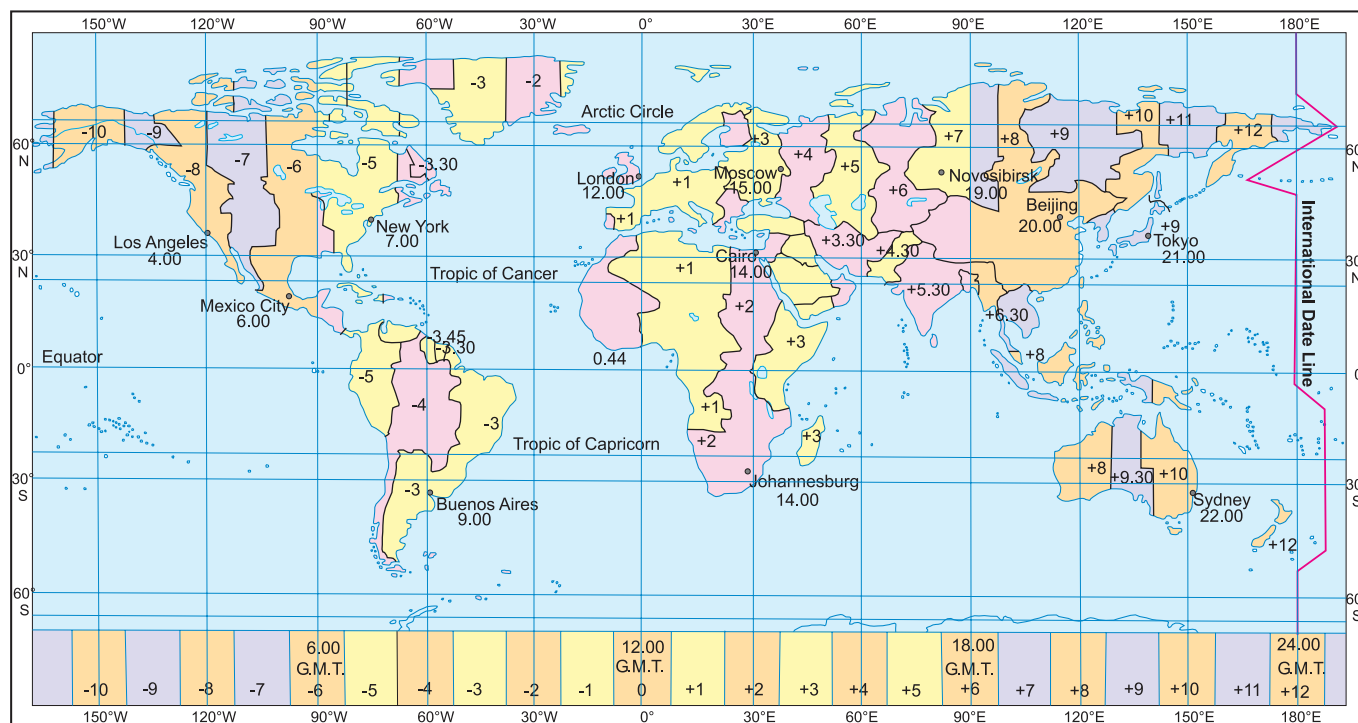 150°W 120°W 90°W 60°W 30°W 0° 30°E 60°E 90°E 120°E 150°E 180°E
-3 -2
Arctic Circle
-10 -9 +3 +7 +8 +9 +10 +11 +12
60°
N
-8 -7 -6 -5 -3.30 +4 +5 +6
60
N
London
12.00
+1
Moscow
15.00
Novosibirsk
19.00
Beijing
20.00
New York
7.00
+1
+9
Tokyo
21.00
Los Angeles
4.00
+3.30
+4.30
30°
N
Cairo
14.00
30
N
Tropic of Cancer
+1
+5.30
Mexico City
6.00
+2
+6.30
International Date Line
-3.45
-3.30
+3
0.44
+8
Equator
0°
0
-5
-4
+1
-3
Tropic of Capricorn
+2
+3
+8
+9.30
+10
30°
S
-3
Buenos Aires
9.00
Johannesburg
14.00
Sydney
22.00
30
S
+12
60°
S
60
S
6.00
G.M.T.
12.00
G.M.T.
18.00
G.M.T.
24.00
G.M.T.
-10 -9 -8 -7 -6 -5 -4 -3 -2 -1 0 +1 +2 +3 +4 +5 +6 +7 +8 +9 +10 +11 +12
150°W 120°W 90°W 60°W 30°W 0° 30°E 60°E 90°E 120°E 150°E 180°E